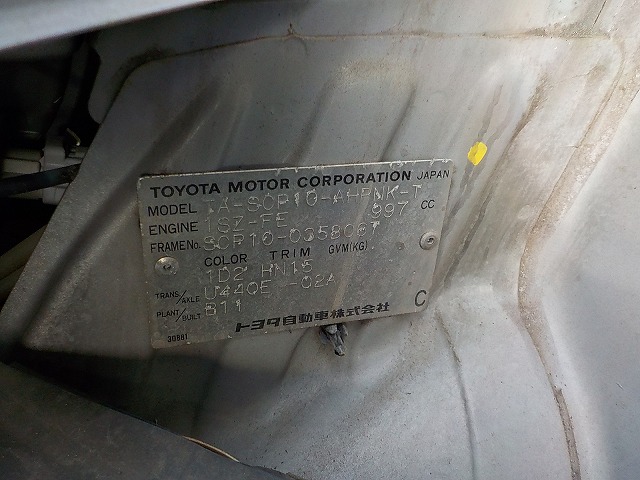 TOYOTA MOTOR CORPORATION JAPAN
MODEL TA-SCP10-AHPNK-T
ENGINE 1SZ-FE 997 CC
FRAME No.
COLOR TRIM GVM(KG)
1D2 HN15
TRANS/AXLE U440E -02A
PLANT/BUILT B11
C
トヨタ自動車株式会社
30881